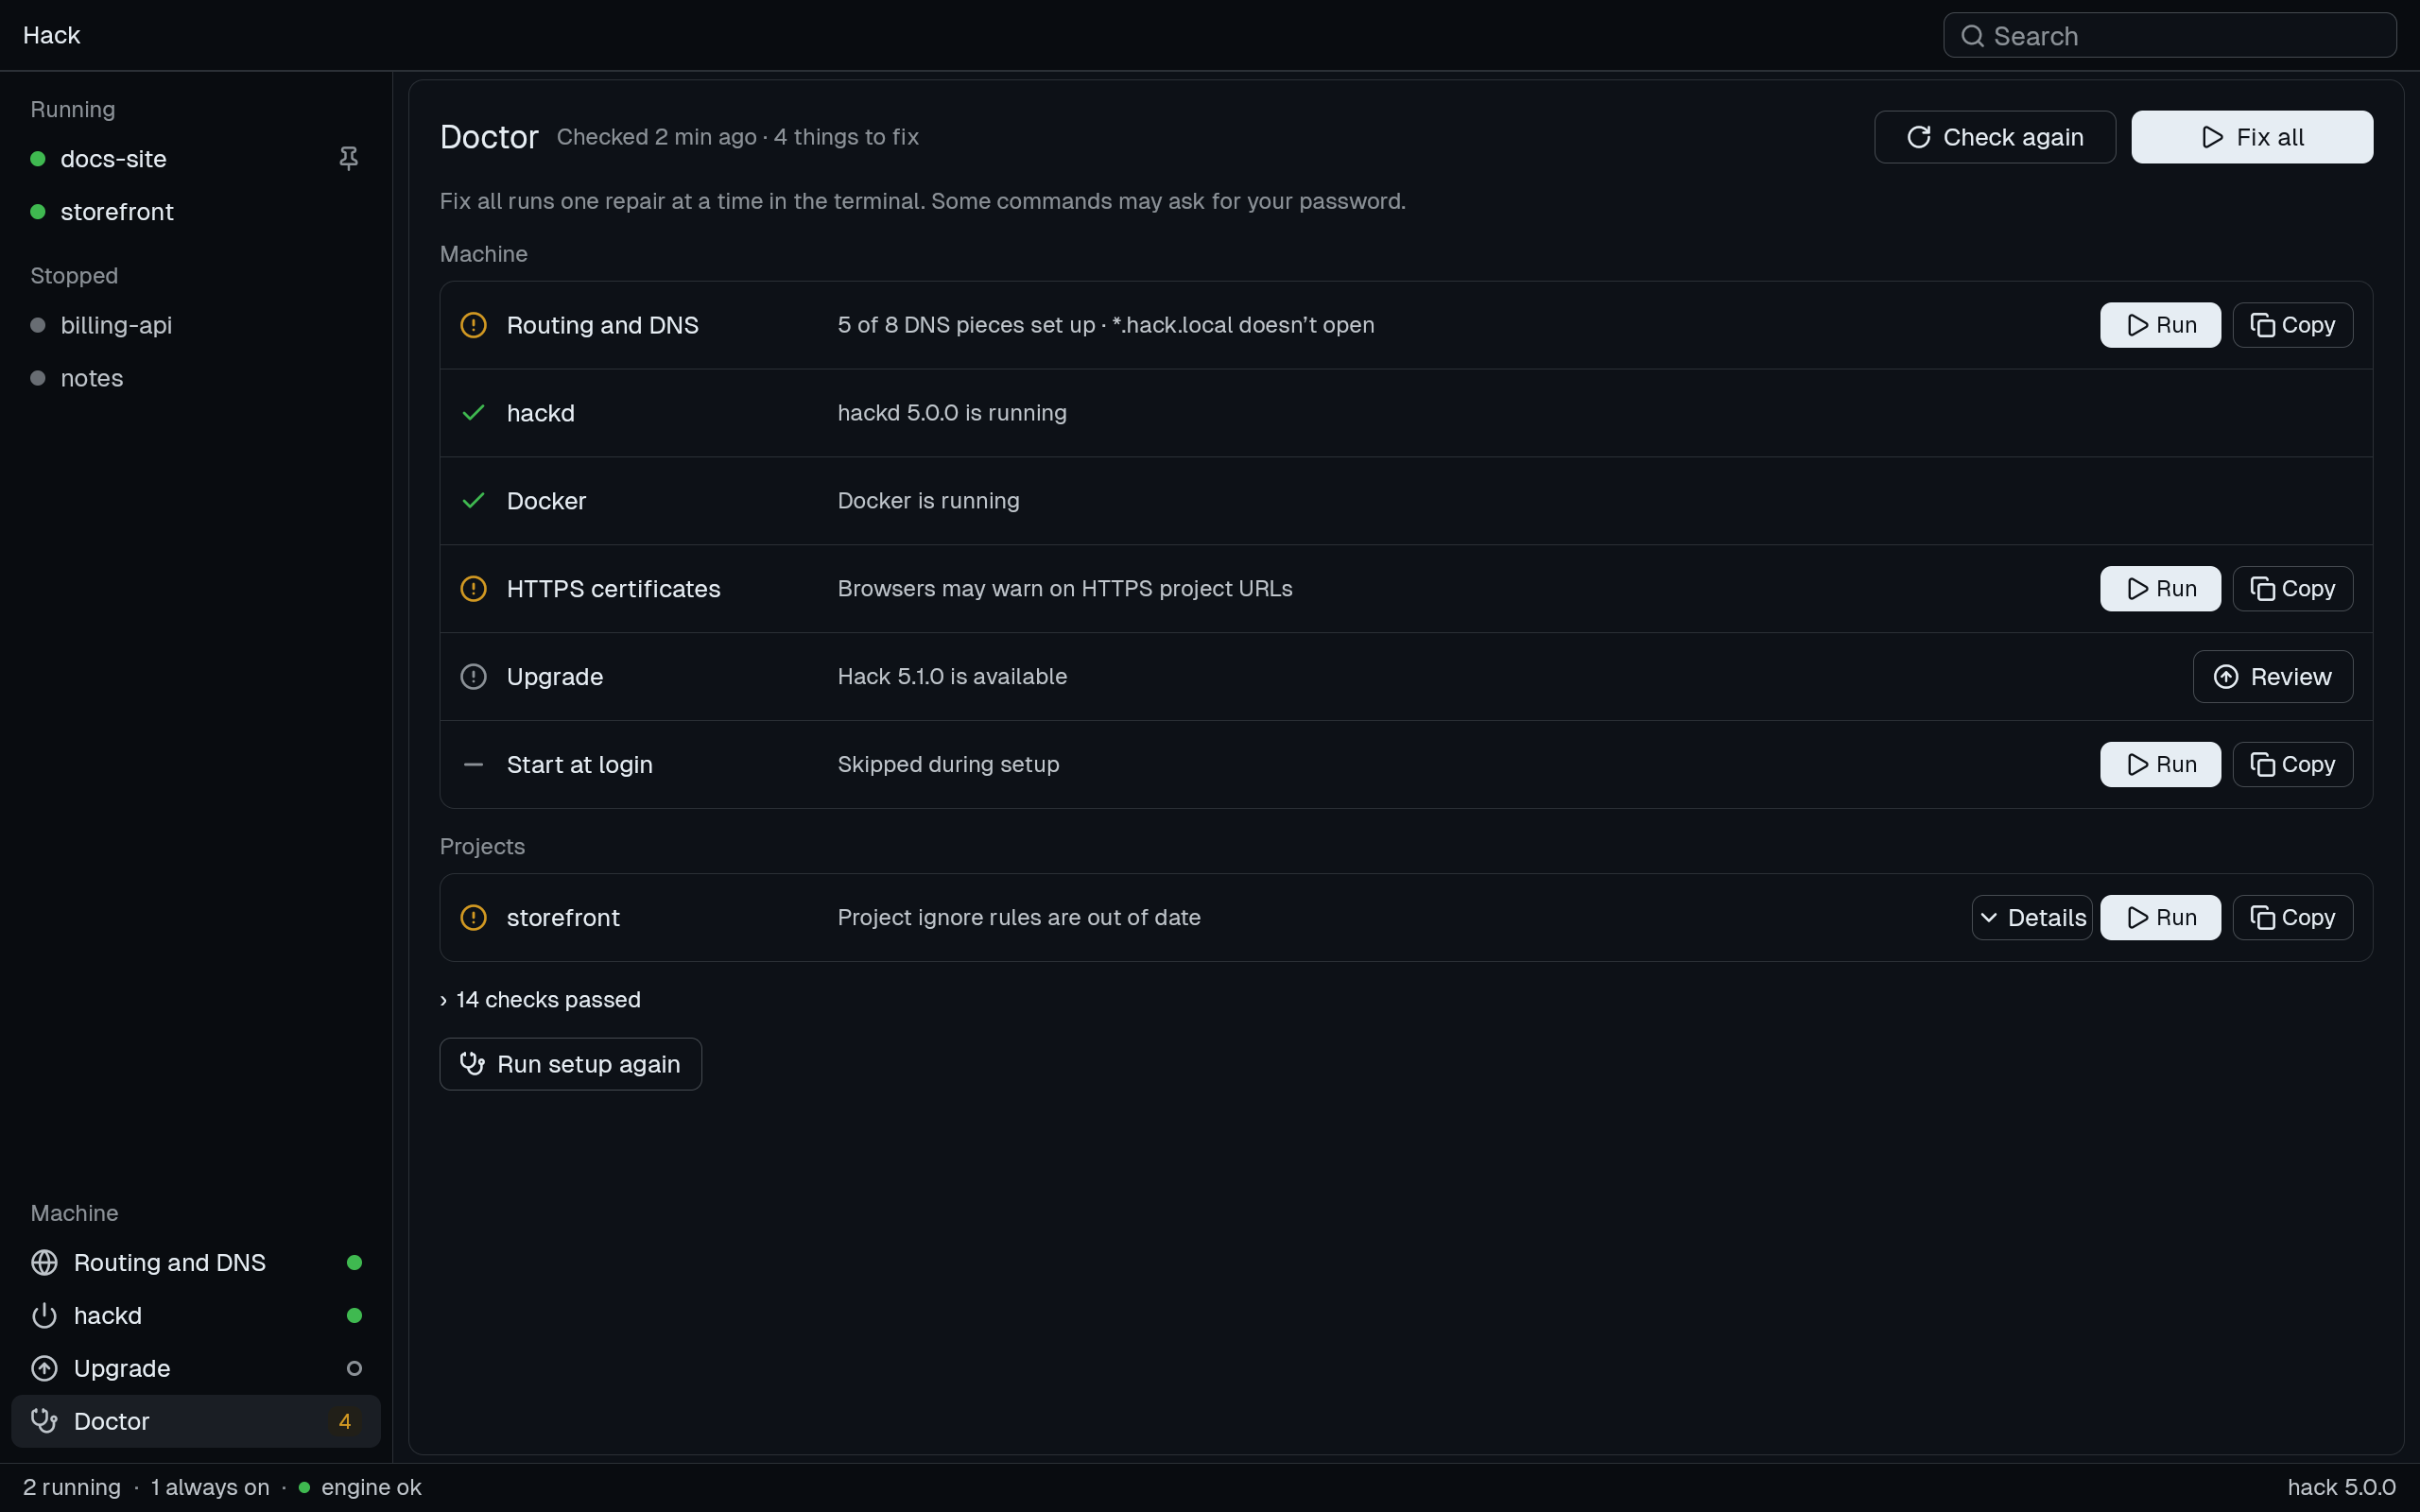 Hack
Search
Running
docs-site
storefront
Stopped
billing-api
notes
Machine
Routing and DNS
hackd
Upgrade
Doctor 4
Doctor Checked 2 min ago · 4 things to fix
Check again
Fix all
Fix all runs one repair at a time in the terminal. Some commands may ask for your password.
Machine
Routing and DNS 5 of 8 DNS pieces set up · *.hack.local doesn’t open Run Copy
hackd hackd 5.0.0 is running
Docker Docker is running
HTTPS certificates Browsers may warn on HTTPS project URLs Run Copy
Upgrade Hack 5.1.0 is available Review
Start at login Skipped during setup Run Copy
Projects
storefront Project ignore rules are out of date Details Run Copy
› 14 checks passed
Run setup again
2 running · 1 always on · engine ok
hack 5.0.0